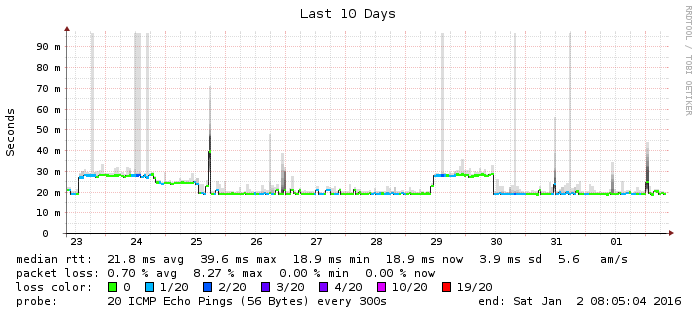 Last 10 Days
RRDTOOL / TOBI OETIKER
Seconds
90 m
80 m
70 m
60 m
50 m
40 m
30 m
20 m
10 m
0
23 24 25 26 27 28 29 30 31 01
median rtt: 21.8 ms avg 39.6 ms max 18.9 ms min 18.9 ms now 3.9 ms sd 5.6 am/s
packet loss: 0.70 % avg 8.27 % max 0.00 % min 0.00 % now
loss color: 0 1/20 2/20 3/20 4/20 10/20 19/20
probe: 20 ICMP Echo Pings (56 Bytes) every 300s end: Sat Jan 2 08:05:04 2016